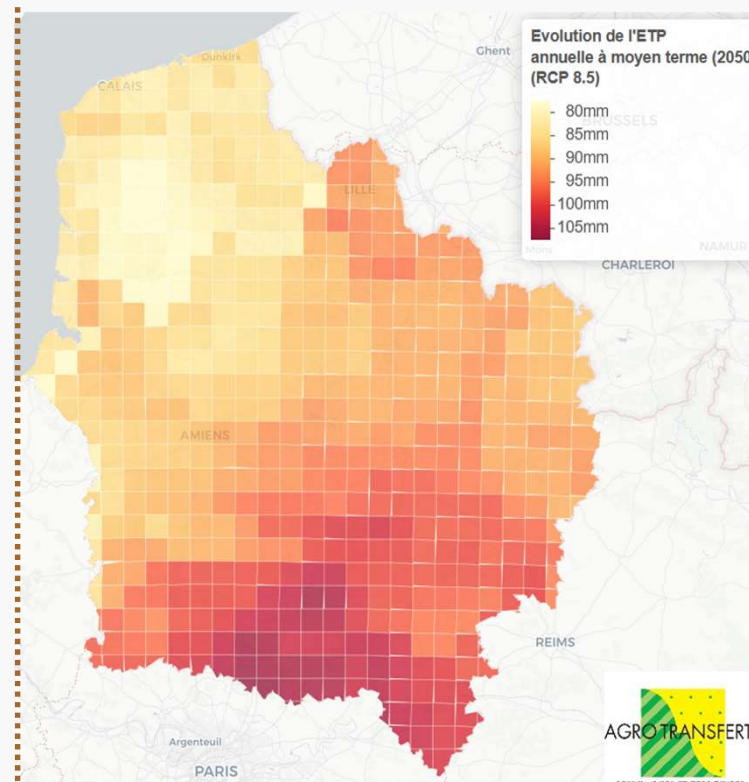 Evolution de l'ETP
annuelle à moyen terme (2050
(RCP 8.5)
80mm
85mm
90mm
95mm
100mm
105mm
Ghent
Dunkirk
CALAIS
BRUSSELS
LILLE
Mons
NAMUR
CHARLEROI
AMIENS
REIMS
Argenteuil
PARIS
AGRO TRANSFERT